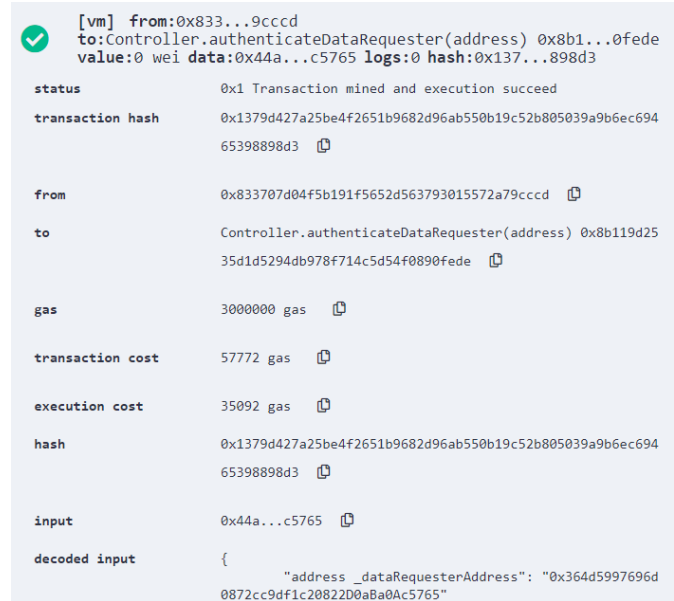 [vm] from:0x833...9cccd
to:Controller.authenticateDataRequester(address) 0x8b1...0fede
value:0 wei data:0x44a...c5765 logs:0 hash:0x137...898d3
status 0x1 Transaction mined and execution succeed
transaction hash 0x1379d427a25be4f2651b9682d96ab550b19c52b805039a9b6ec694
65398898d3
from 0x833707d04f5b191f5652d563793015572a79cccd
to Controller.authenticateDataRequester(address) 0x8b119d25
35d1d5294db978f714c5d54f0890fede
gas 3000000 gas
transaction cost 57772 gas
execution cost 35092 gas
hash 0x1379d427a25be4f2651b9682d96ab550b19c52b805039a9b6ec694
65398898d3
input 0x44a...c5765
decoded input {
"address _dataRequesterAddress": "0x364d5997696d
0872cc9df1c20822D0aBa0Ac5765"